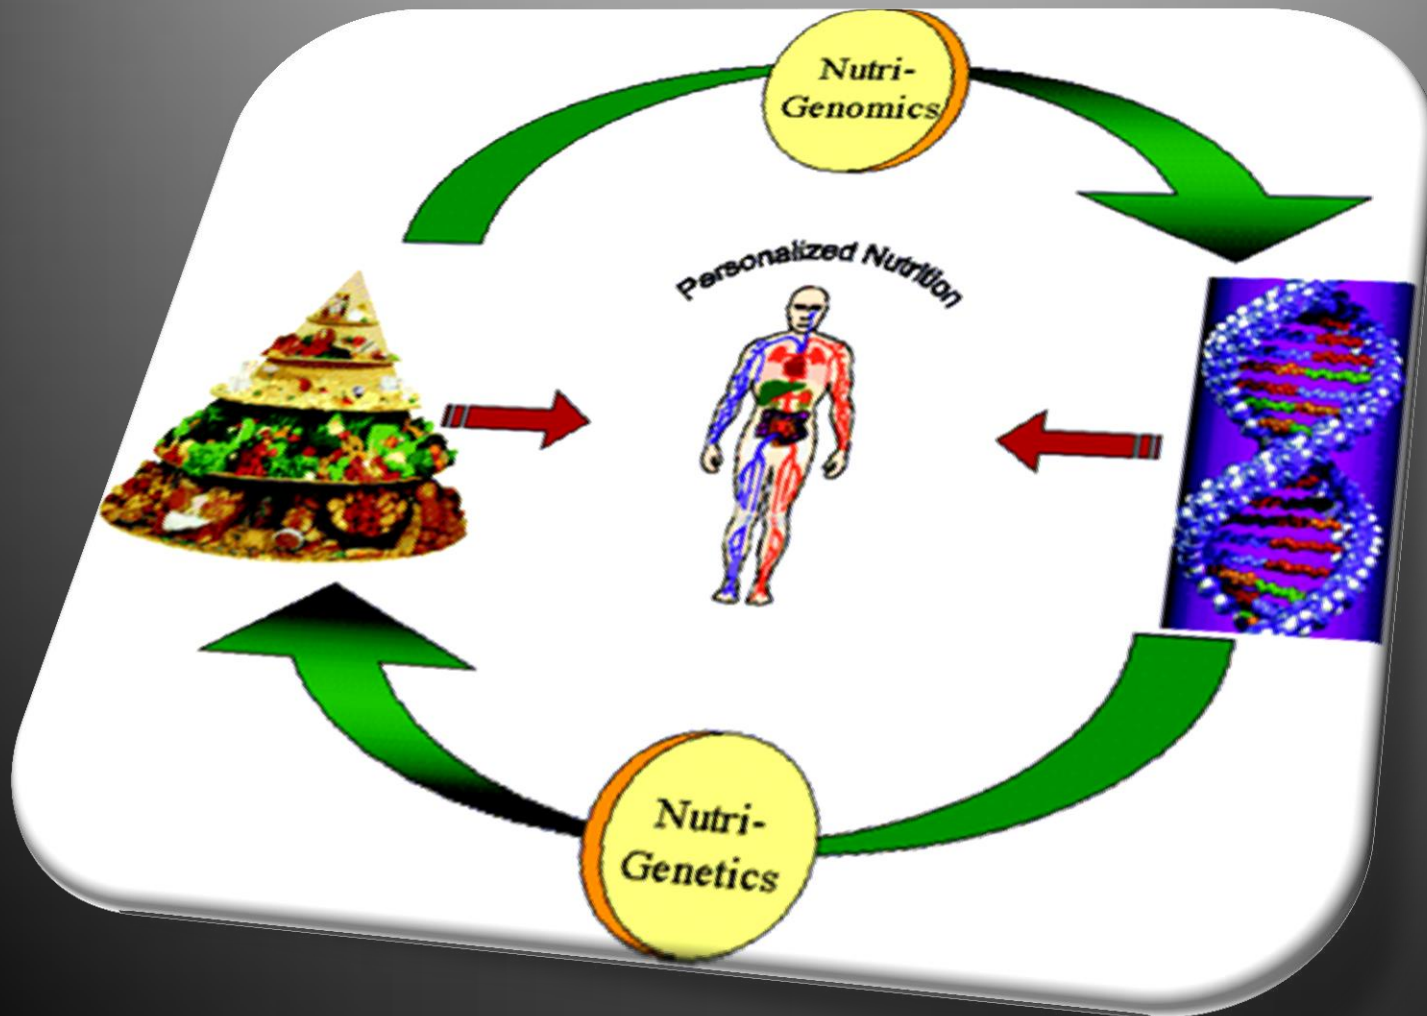 Nutri-
Genomics
Personalized Nutrition
Nutri-
Genetics